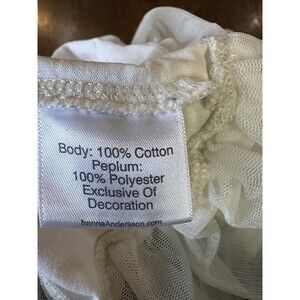 Body: 100% Cotton
Peplum:
100% Polyester
Exclusive Of
Decoration
hannaAndersson.com